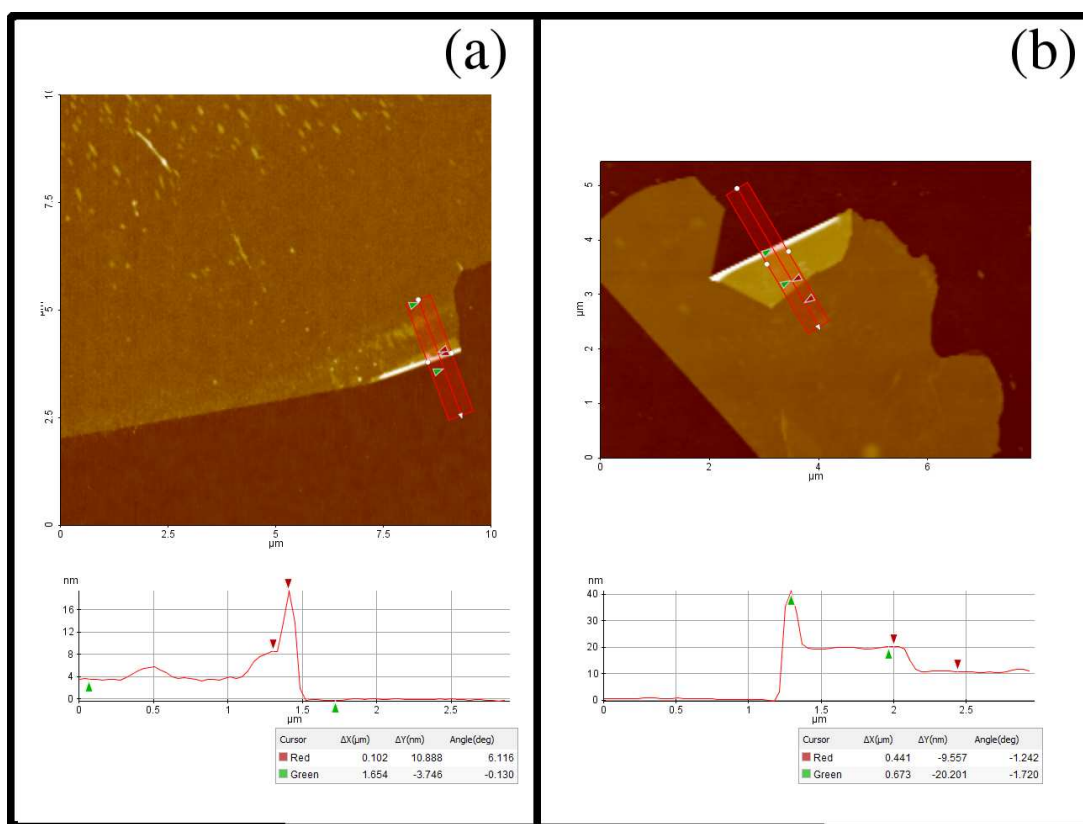 (a)
10
7.5
5
2.5
0
0 2.5 5 7.5 10
µm
nm
16
12
8
4
0
0 0.5 1 1.5 2 2.5
µm
Cursor ΔX(µm) ΔY(nm) Angle(deg)
Red 0.102 10.888 6.116
Green 1.654 -3.746 -0.130
(b)
5
4
3
µm
2
1
0
0 2 4 6
µm
nm
40
30
20
10
0
0 0.5 1 1.5 2 2.5
µm
Cursor ΔX(µm) ΔY(nm) Angle(deg)
Red 0.441 -9.557 -1.242
Green 0.673 -20.201 -1.720